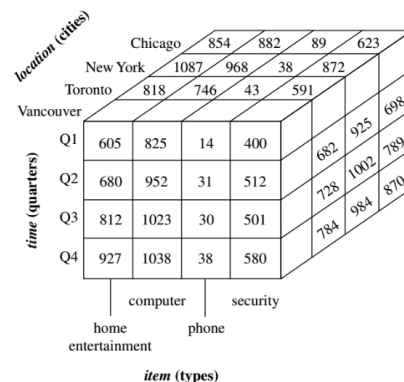 location (cities)
Chicago 854 882 89 623
New York 1087 968 38 872
Toronto 818 746 43 591
Vancouver
time (quarters)
Q1 605 825 14 400 682 925 698
Q2 680 952 31 512 728 1002 789
Q3 812 1023 30 501 784 984 870
Q4 927 1038 38 580
computer security
home phone
entertainment
item (types)